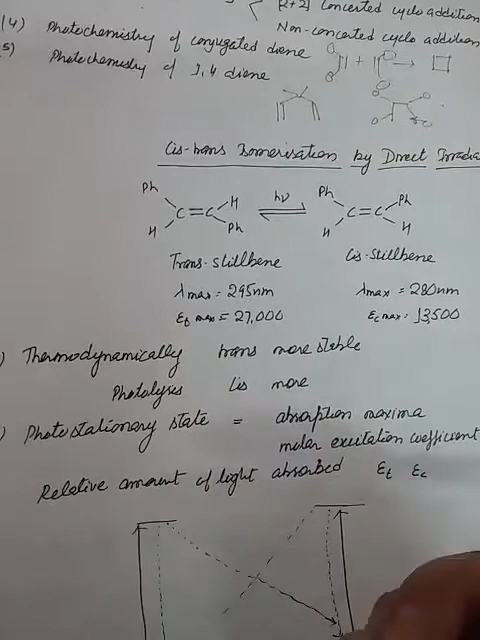 [2+2] Concerted cyclo addition
Non-concerted cyclo addition
(4) Photochemistry of conjugated diene
5) Photochemistry of 1,4 diene
+
Cis-trans Isomerisation by Direct Irradia
Ph H
C=C
H Ph
hν
Ph Ph
C=C
H H
Trans-stillbene Cis-stillbene
λmax = 295nm λmax = 280nm
εt max = 27,000 εc max = 13,500
) Thermodynamically trans more stable
Photolysis Cis more
) Photostationary state = absorption maxima
molar excitation coefficient
Relative amount of light absorbed εt εc